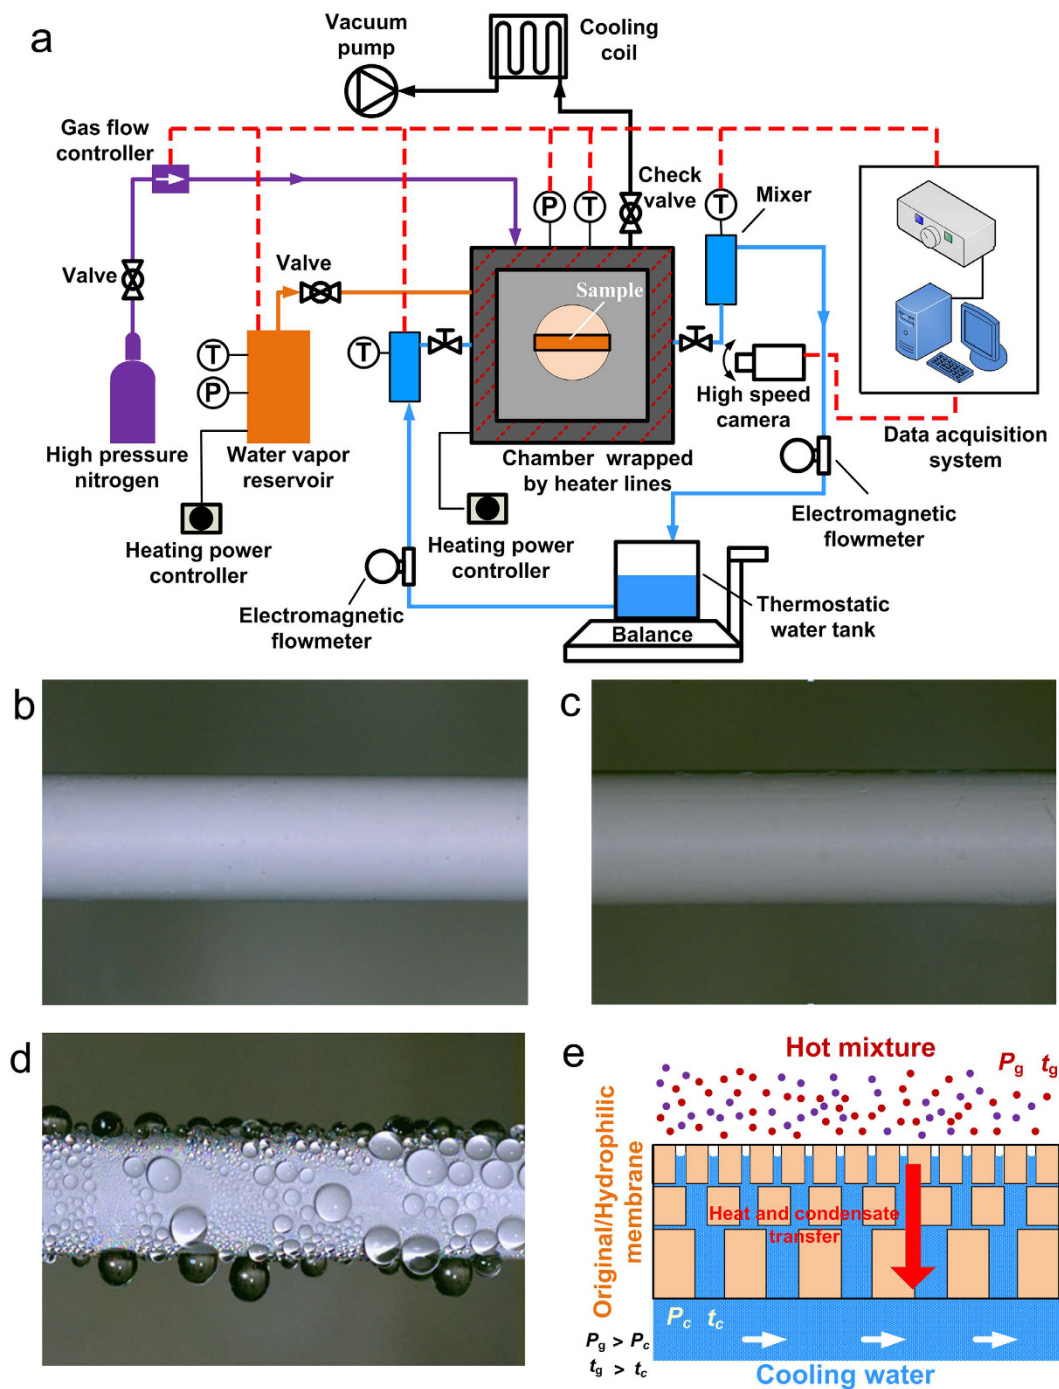 a
Vacuum
pump
Cooling
coil
Gas flow
controller
Check
valve
Mixer
P
T
T
Valve
Valve
Sample
T
T
P
High speed
camera
High pressure
nitrogen
Water vapor
reservoir
Chamber wrapped
by heater lines
Data acquisition
system
Electromagnetic
flowmeter
Heating power
controller
Heating power
controller
Electromagnetic
flowmeter
Thermostatic
water tank
Balance
b
c
d
e
Hot mixture
Pg tg
Original/Hydrophilic
membrane
Heat and condensate
transfer
Pc tc
Pg > Pc
tg > tc
Cooling water